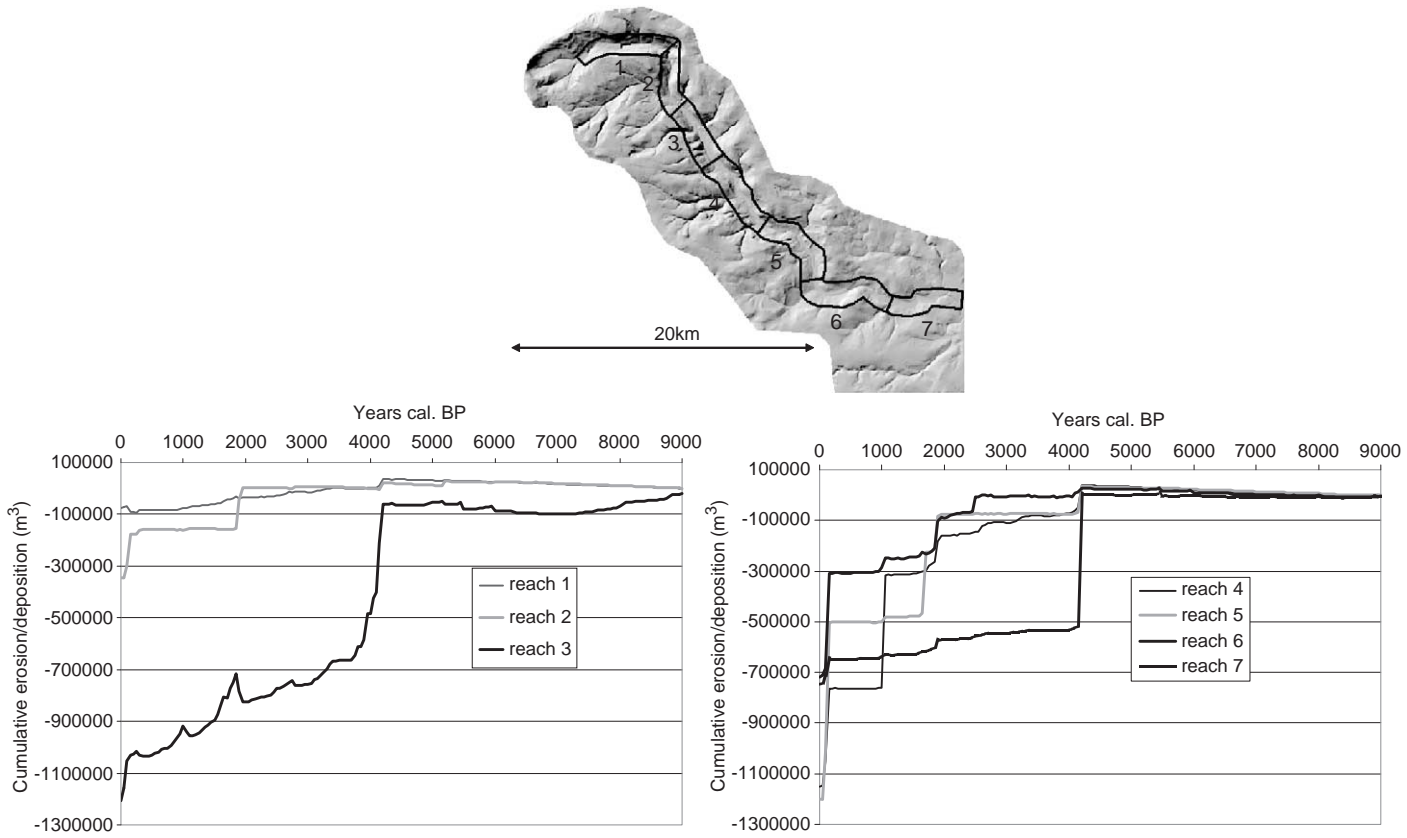 1
2
3
4
5
6
7
20km
Years cal. BP
0 1000 2000 3000 4000 5000 6000 7000 8000 9000
100000
-100000
-300000
-500000
-700000
-900000
-1100000
-1300000
Cumulative erosion/deposition (m³)
reach 1
reach 2
reach 3
Years cal. BP
0 1000 2000 3000 4000 5000 6000 7000 8000 9000
100000
-100000
-300000
-500000
-700000
-900000
-1100000
-1300000
Cumulative erosion/deposition (m³)
reach 4
reach 5
reach 6
reach 7